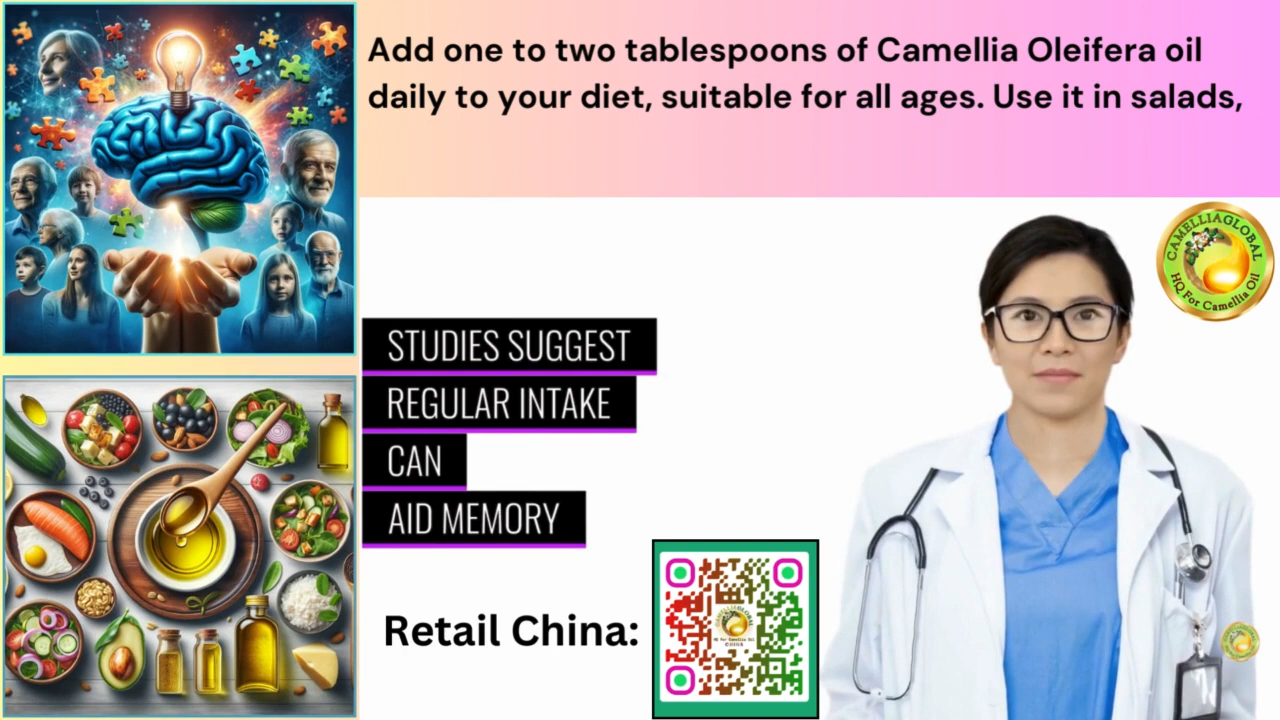 Add one to two tablespoons of Camellia Oleifera oil
daily to your diet, suitable for all ages. Use it in salads,
CAMELLIAGLOBAL
HQ For Camellia Oil
STUDIES SUGGEST
REGULAR INTAKE
CAN
AID MEMORY
Retail China: